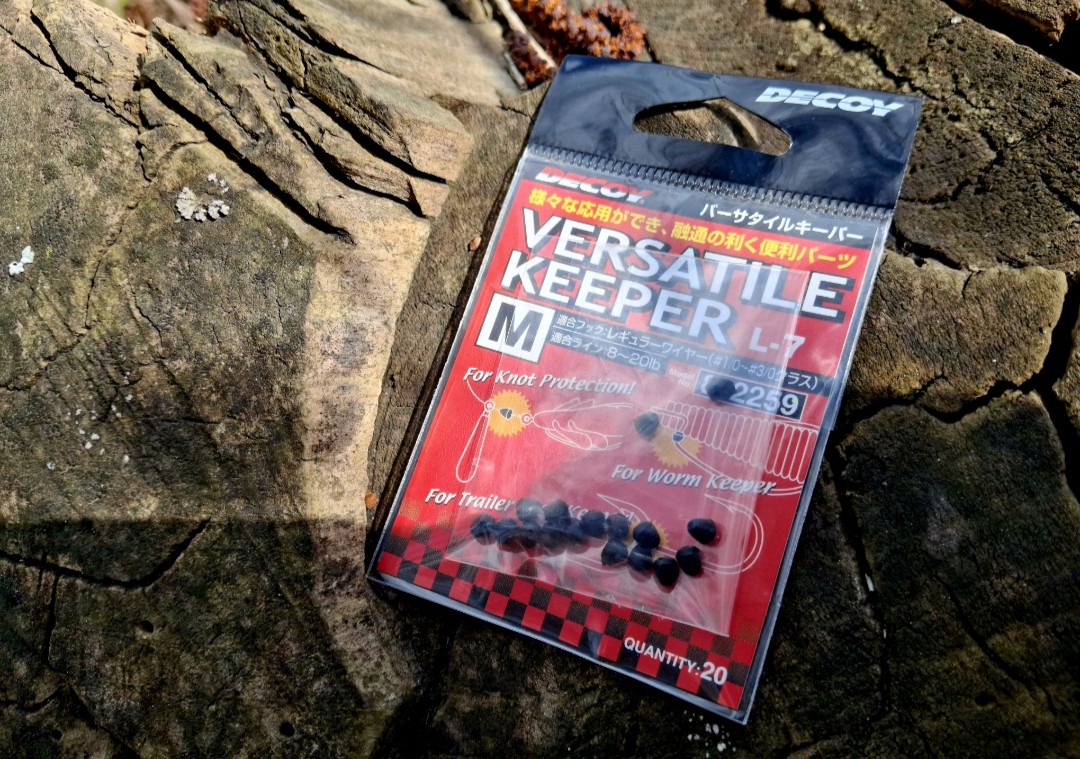 DECOY
DECOY
バーサタイルキーパー
様々な応用ができ、融通の利く便利パーツ
VERSATILE
KEEPER L-7
M
適合フック:レギュラーワイヤー(#1/0〜#3/0クラス)
適合ライン:8〜20lb
Model No.
2259
For Knot Protection!
For Worm Keeper
For Trailer
QUANTITY:20